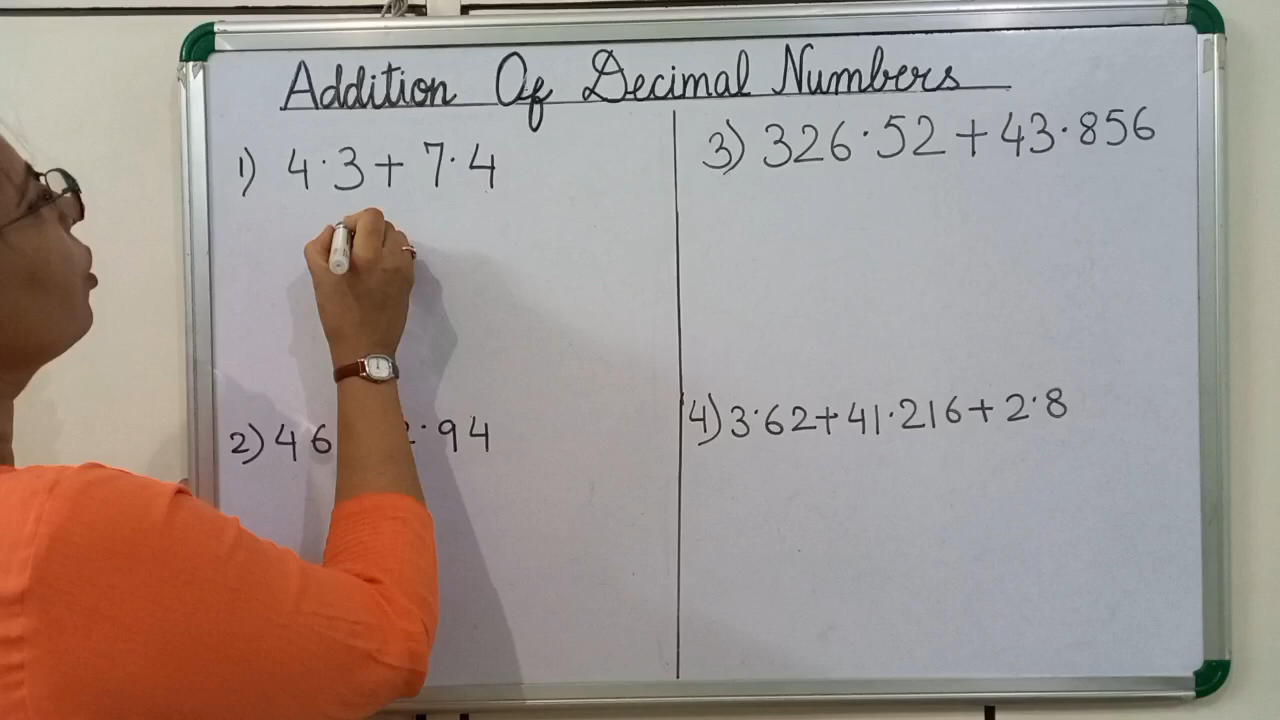 Addition Of Decimal Numbers
1) 4·3 + 7·4
2) 46 ·94
3) 326·52 + 43·856
4) 3·62 + 41·216 + 2·8